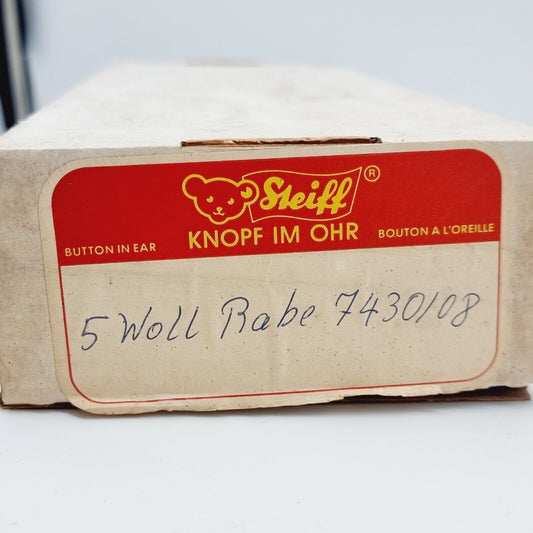 Steiff ®
BUTTON IN EAR
KNOPF IM OHR
BOUTON A L'OREILLE
5 Woll Rabe 7430/08